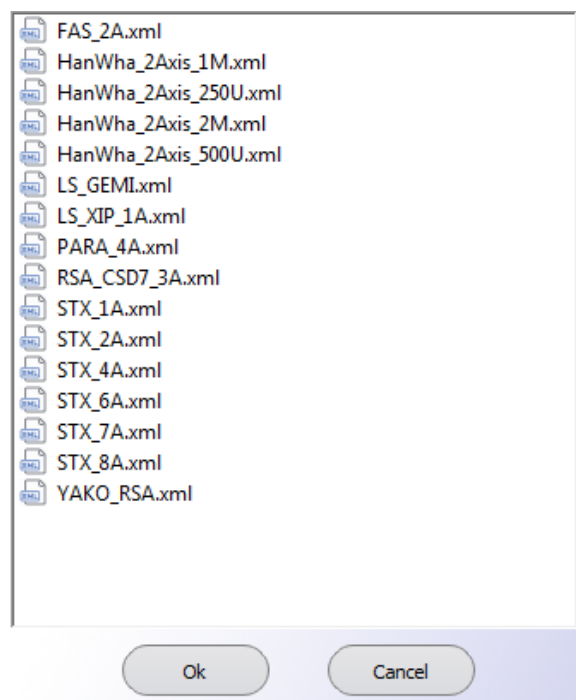 FAS_2A.xml
HanWha_2Axis_1M.xml
HanWha_2Axis_250U.xml
HanWha_2Axis_2M.xml
HanWha_2Axis_500U.xml
LS_GEMI.xml
LS_XIP_1A.xml
PARA_4A.xml
RSA_CSD7_3A.xml
STX_1A.xml
STX_2A.xml
STX_4A.xml
STX_6A.xml
STX_7A.xml
STX_8A.xml
YAKO_RSA.xml
Ok Cancel